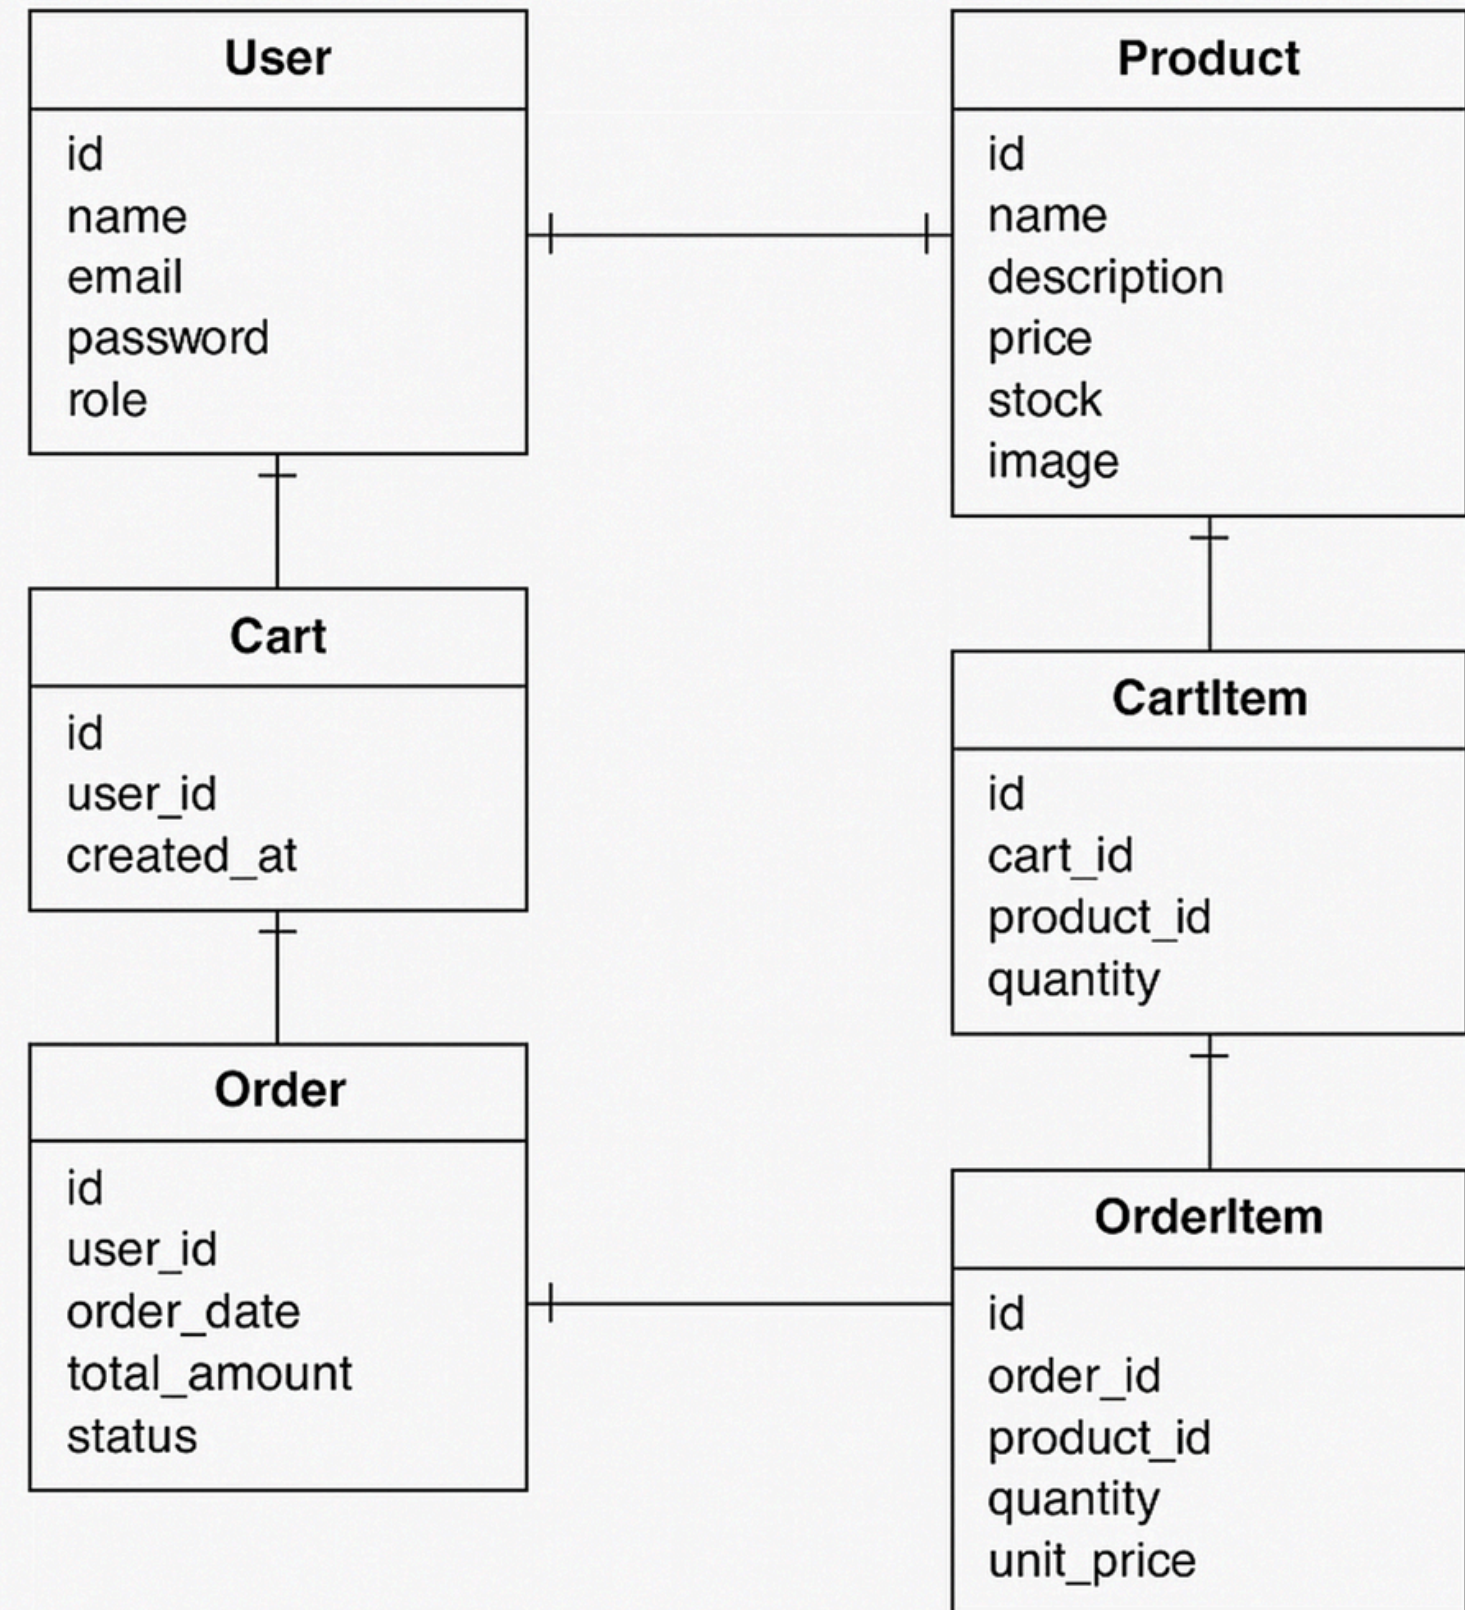 User
id
name
email
password
role
Product
id
name
description
price
stock
image
Cart
id
user_id
created_at
CartItem
id
cart_id
product_id
quantity
Order
id
user_id
order_date
total_amount
status
OrderItem
id
order_id
product_id
quantity
unit_price